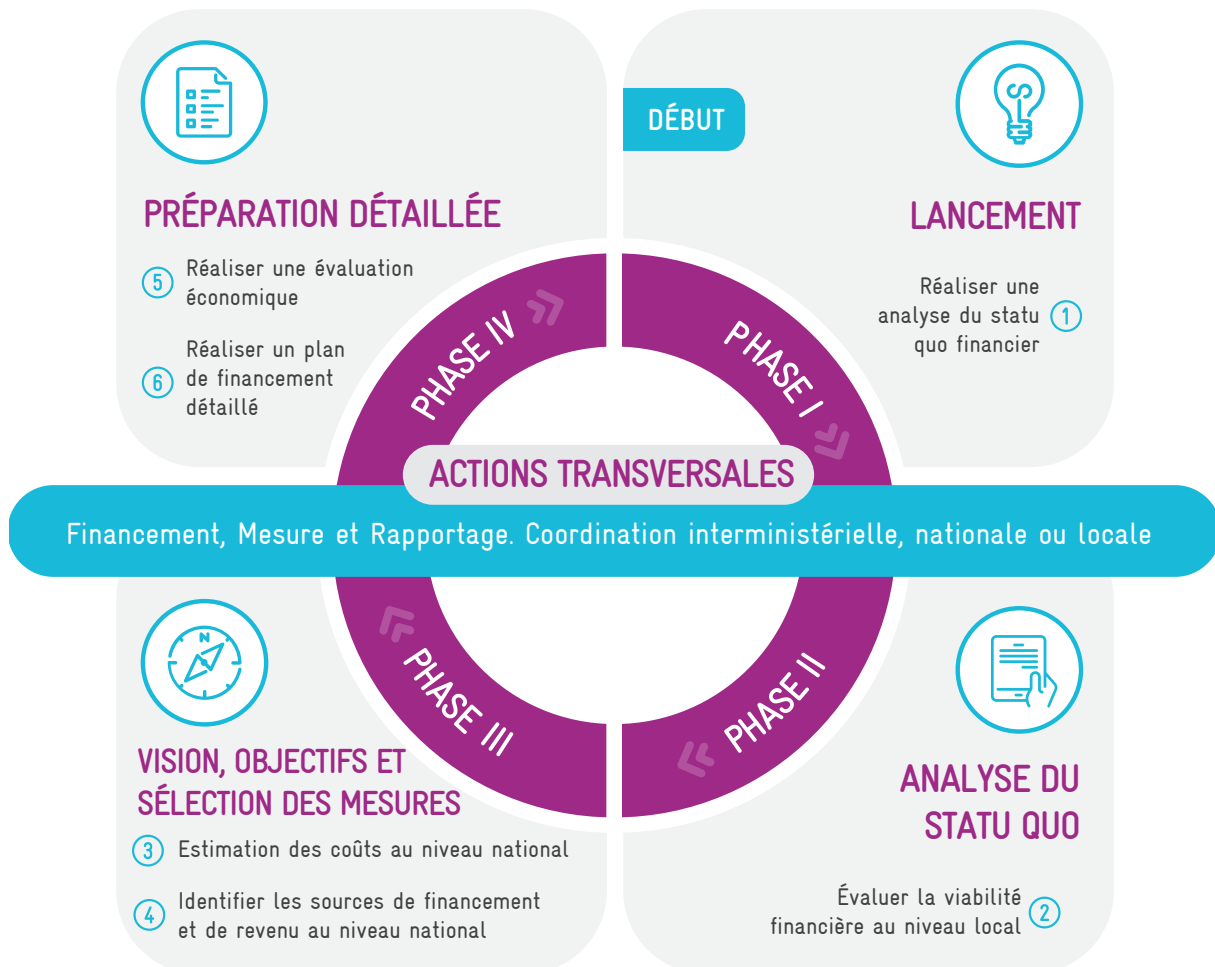 DÉBUT
LANCEMENT
Réaliser une
analyse du statu
quo financier
1
PHASE I
PHASE II
ANALYSE DU
STATU QUO
Évaluer la viabilité
financière au niveau local
2
PHASE III
VISION, OBJECTIFS ET
SÉLECTION DES MESURES
3 Estimation des coûts au niveau national
4 Identifier les sources de financement
et de revenu au niveau national
PHASE IV
PRÉPARATION DÉTAILLÉE
5 Réaliser une évaluation
économique
6 Réaliser un plan
de financement
détaillé
ACTIONS TRANSVERSALES
Financement, Mesure et Rapportage. Coordination interministérielle, nationale ou locale
N